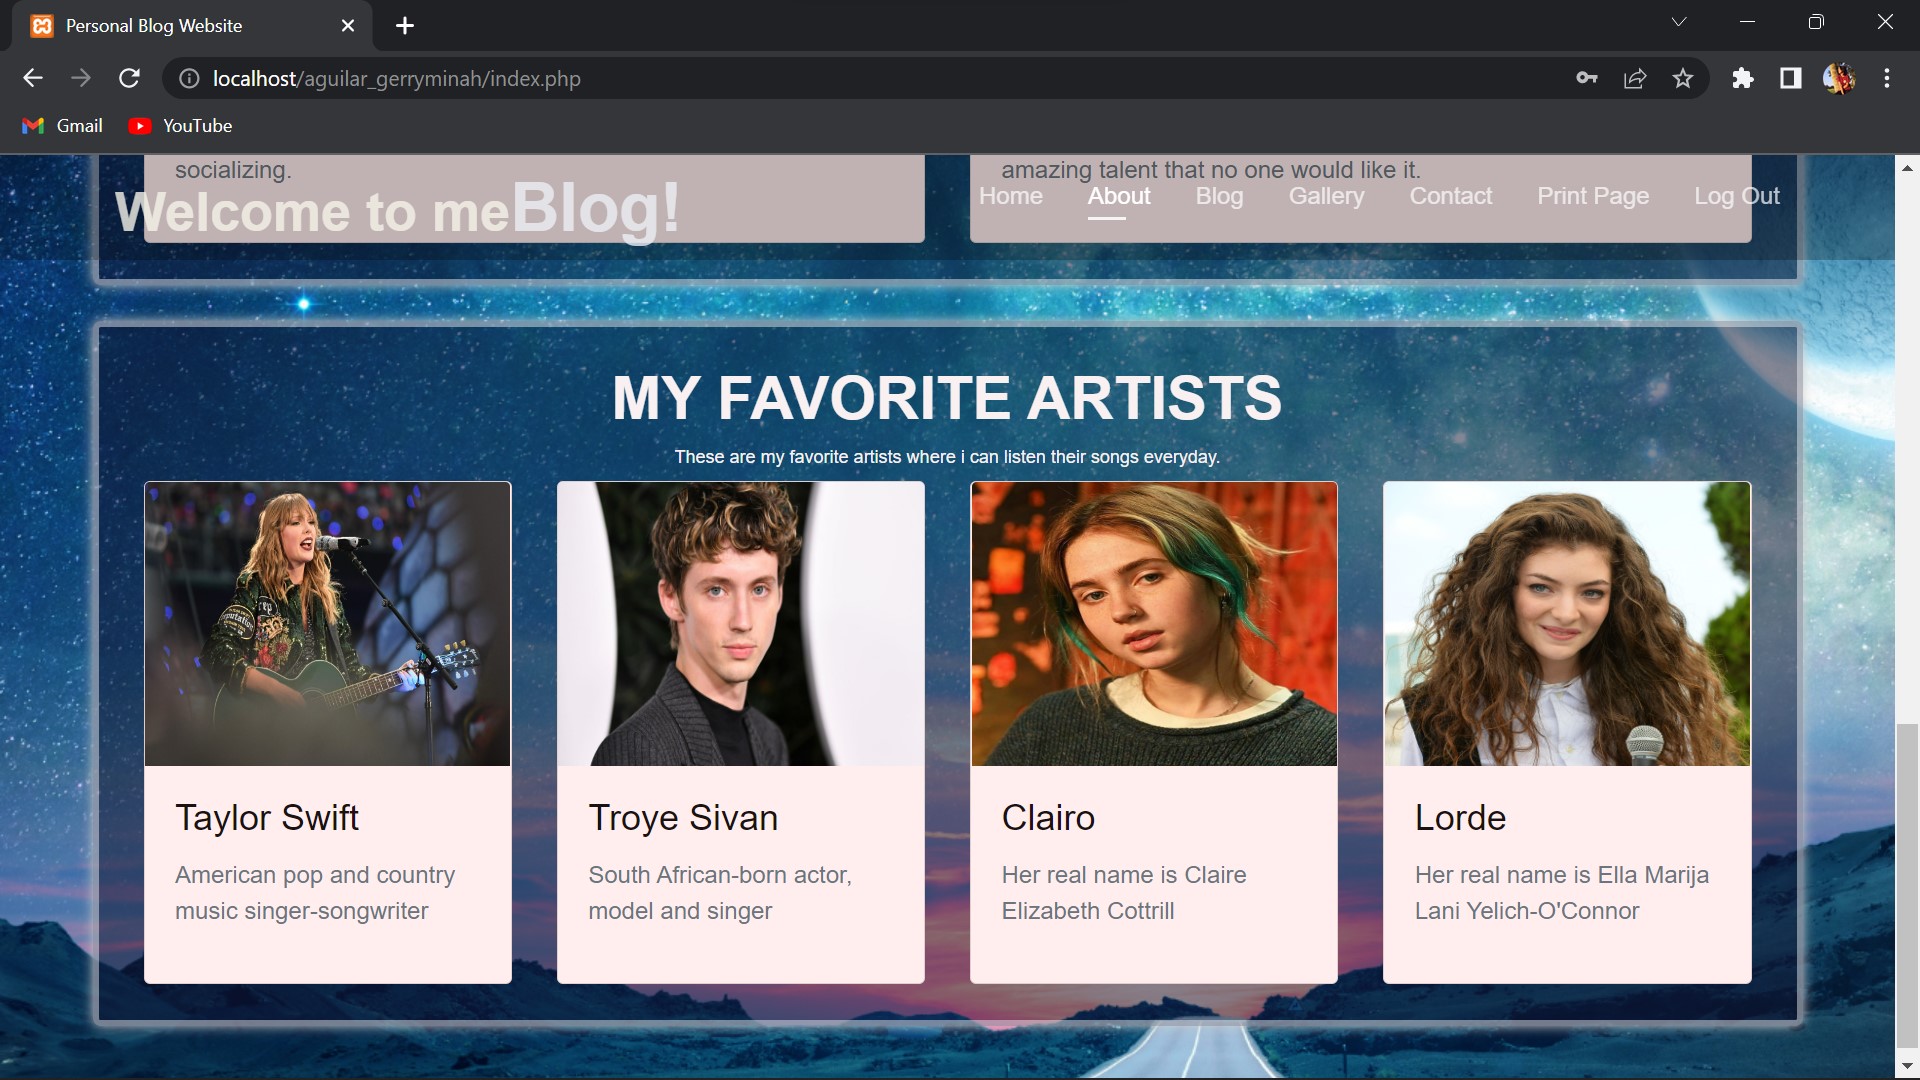 Personal Blog Website
localhost/aguilar_gerryminah/index.php
Gmail YouTube
socializing.
amazing talent that no one would like it.
Welcome to meBlog!
Home About Blog Gallery Contact Print Page Log Out
MY FAVORITE ARTISTS
These are my favorite artists where i can listen their songs everyday.
rep
reputation
Taylor Swift
American pop and country
music singer-songwriter
Troye Sivan
South African-born actor,
model and singer
Clairo
Her real name is Claire
Elizabeth Cottrill
Lorde
Her real name is Ella Marija
Lani Yelich-O'Connor